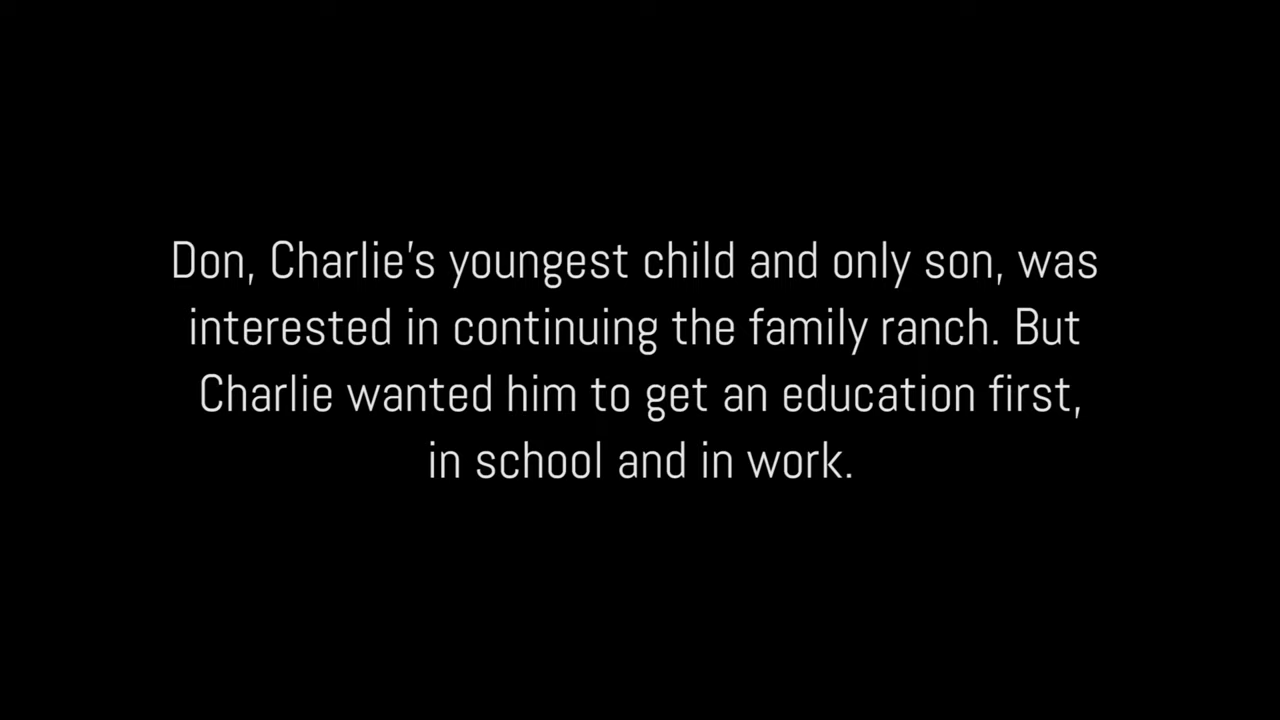 Don, Charlie's youngest child and only son, was
interested in continuing the family ranch. But
Charlie wanted him to get an education first,
in school and in work.